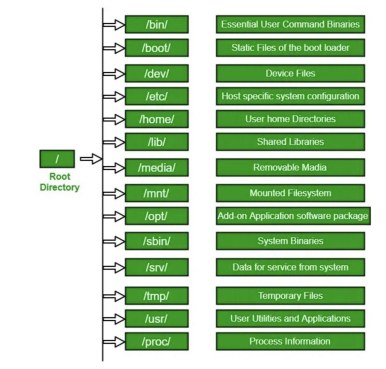 /bin/ Essential User Command Binaries
/boot/ Static Files of the boot loader
/dev/ Device Files
/etc/ Host specific system configuration
/home/ User home Directories
/lib/ Shared Libraries
/ 
Root
Directory
/media/ Removable Madia
/mnt/ Mounted Filesystem
/opt/ Add-on Application software package
/sbin/ System Binaries
/srv/ Data for service from system
/tmp/ Temporary Files
/usr/ User Utilities and Applications
/proc/ Process Information